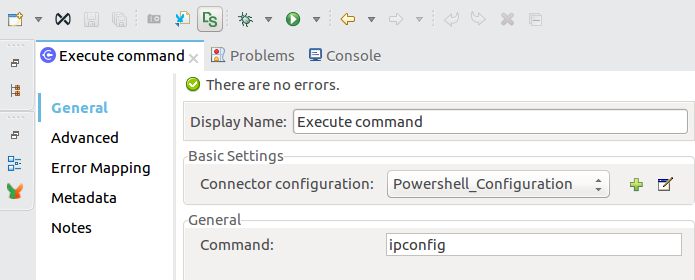 DS
Execute command
Problems
Console
There are no errors.
General
Display Name: Execute command
Advanced
Basic Settings
Error Mapping
Connector configuration: Powershell_Configuration
Metadata
General
Notes
Command: ipconfig